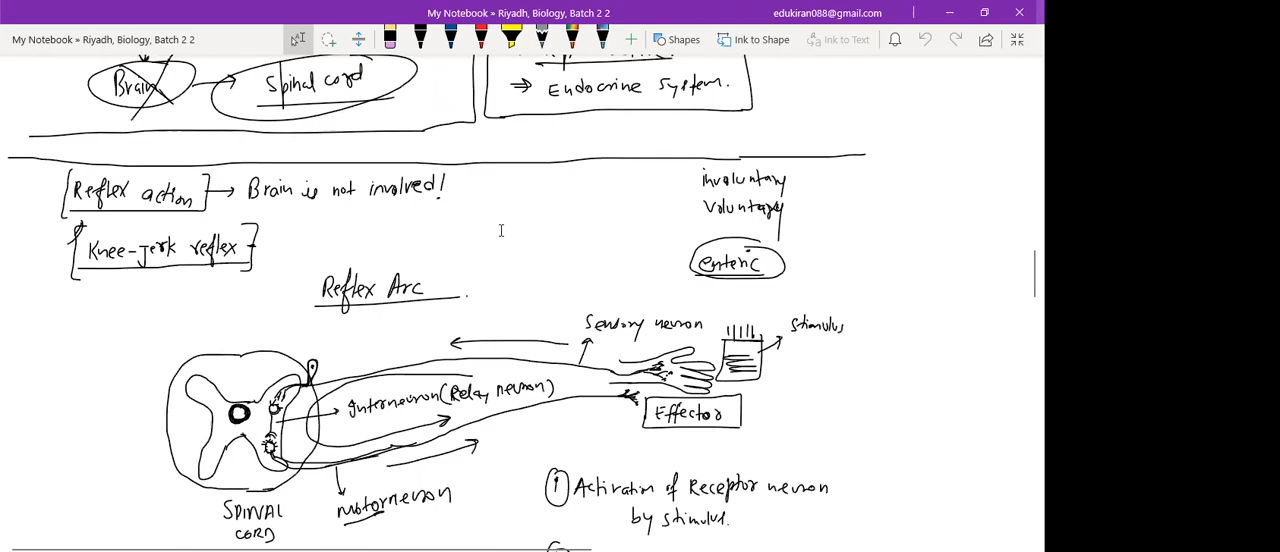 My Notebook » Riyadh, Biology, Batch 2 2
edukiran088@gmail.com
My Notebook » Riyadh, Biology, Batch 2 2
Shapes
Ink to Shape
Ink to Text
Brain
Spinal cord
⇒ Endocrine System.
Reflex action → Brain is not involved!
involuntary
voluntary
Knee-Jerk reflex
enteric
Reflex Arc
Sensory neuron
Stimulus
Interneuron (Relay neuron)
Effector
motorneuron
SPINAL
CORD
① Activation of Receptor neuron
by stimulus.